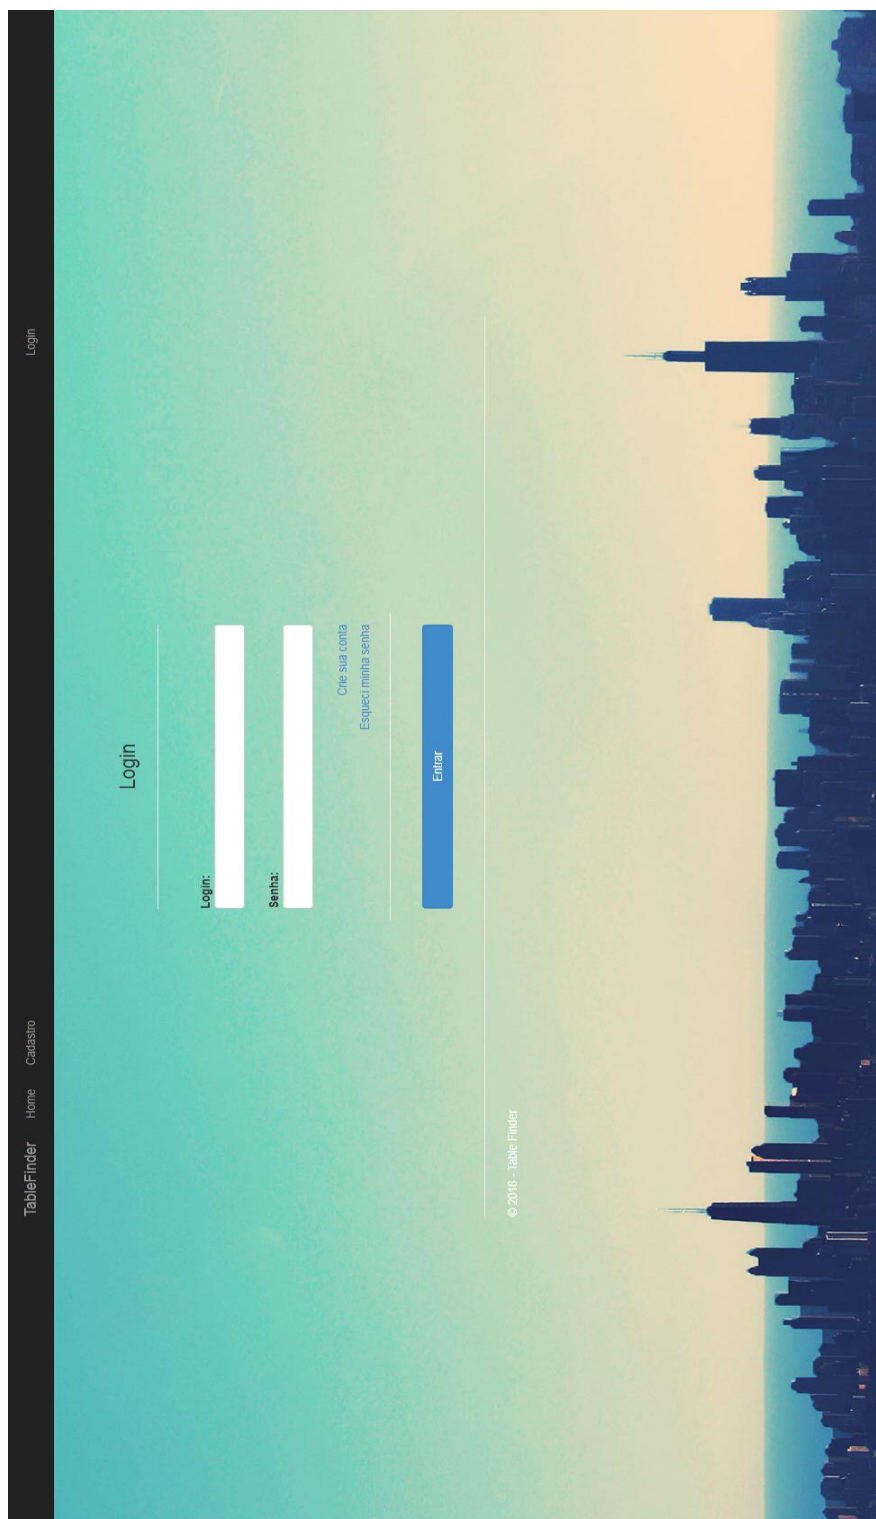 TableFinder Home Cadastro Login
Login
Login:
Senha:
Crie sua conta
Esqueci minha senha
Entrar
© 2016 - Table Finder